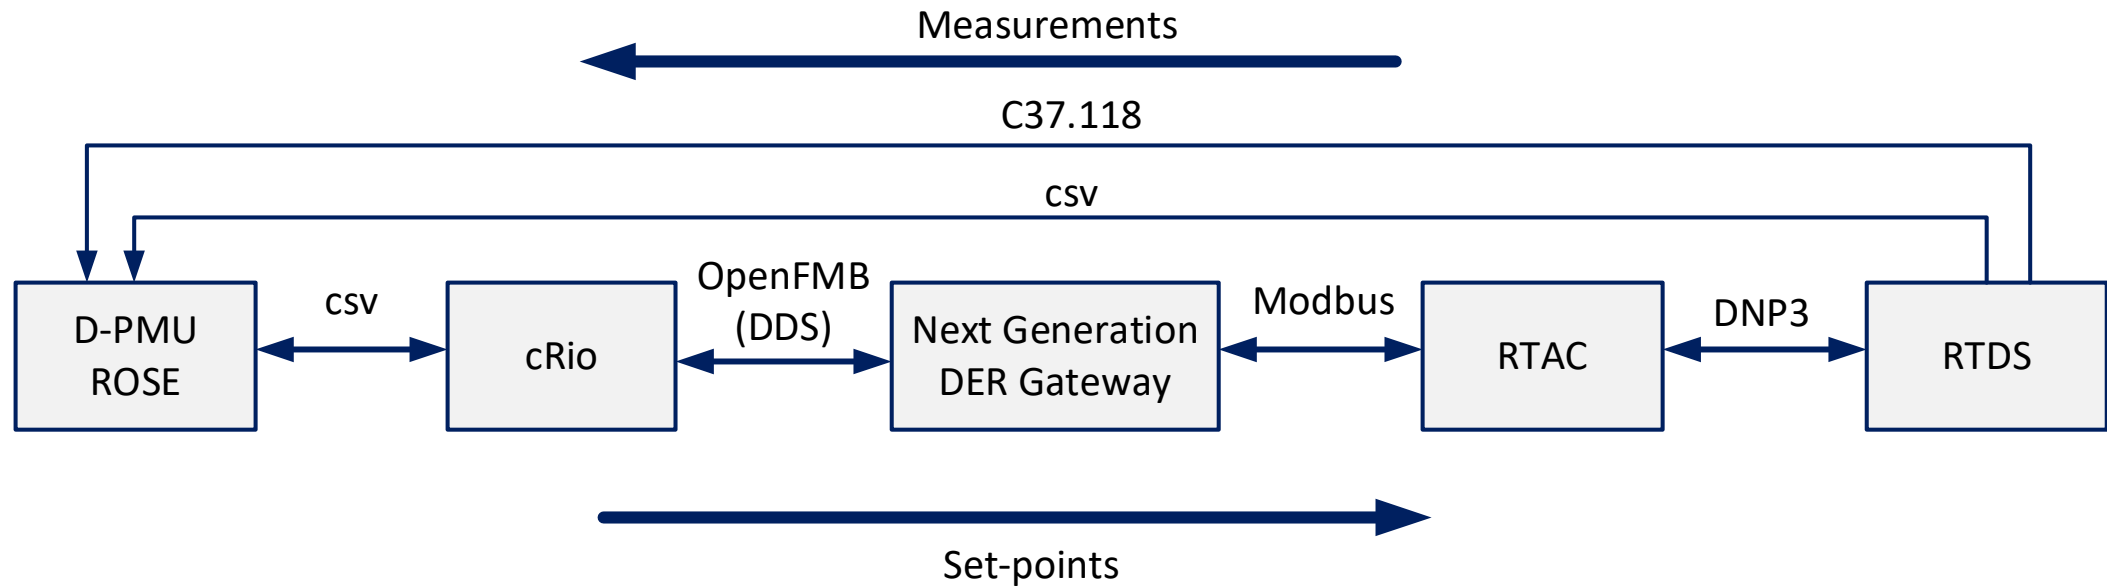 Measurements
C37.118
csv
D-PMU
ROSE
csv
cRio
OpenFMB
(DDS)
Next Generation
DER Gateway
Modbus
RTAC
DNP3
RTDS
Set-points